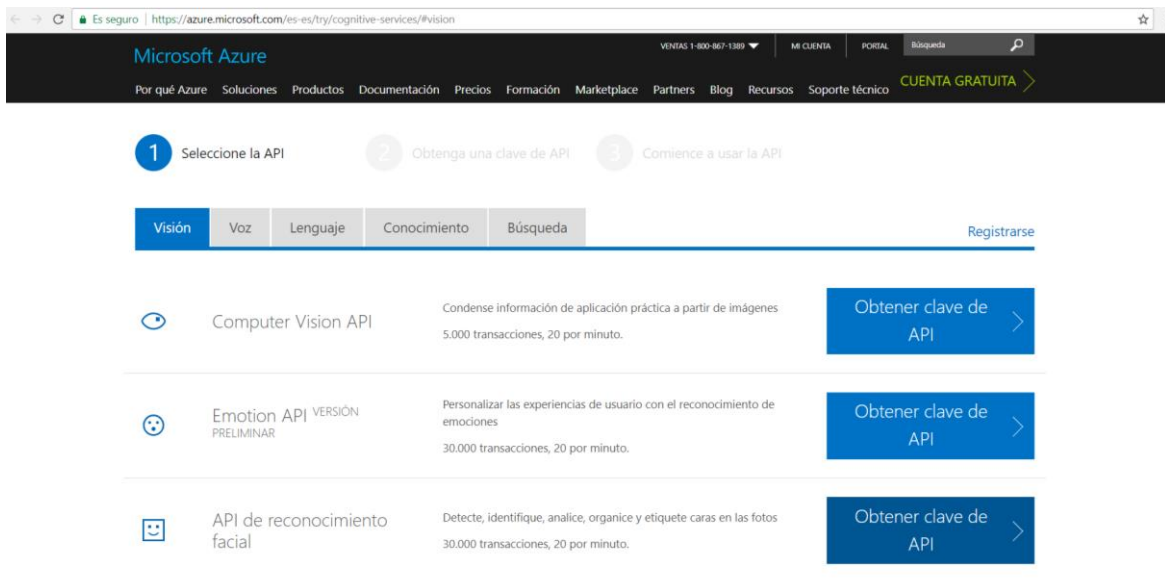 Es seguro | https://azure.microsoft.com/es-es/try/cognitive-services/#vision
VENTAS 1-800-867-1389 MI CUENTA PORTAL Búsqueda
Microsoft Azure
Por qué Azure Soluciones Productos Documentación Precios Formación Marketplace Partners Blog Recursos Soporte técnico CUENTA GRATUITA
1 Seleccione la API 2 Obtenga una clave de API 3 Comience a usar la API
Visión Voz Lenguaje Conocimiento Búsqueda Registrarse
Computer Vision API
Condense información de aplicación práctica a partir de imágenes
5.000 transacciones, 20 por minuto.
Obtener clave de
API
Emotion API VERSIÓN
PRELIMINAR
Personalizar las experiencias de usuario con el reconocimiento de
emociones
30.000 transacciones, 20 por minuto.
Obtener clave de
API
API de reconocimiento
facial
Detecte, identifique, analice, organice y etiquete caras en las fotos
30.000 transacciones, 20 por minuto.
Obtener clave de
API